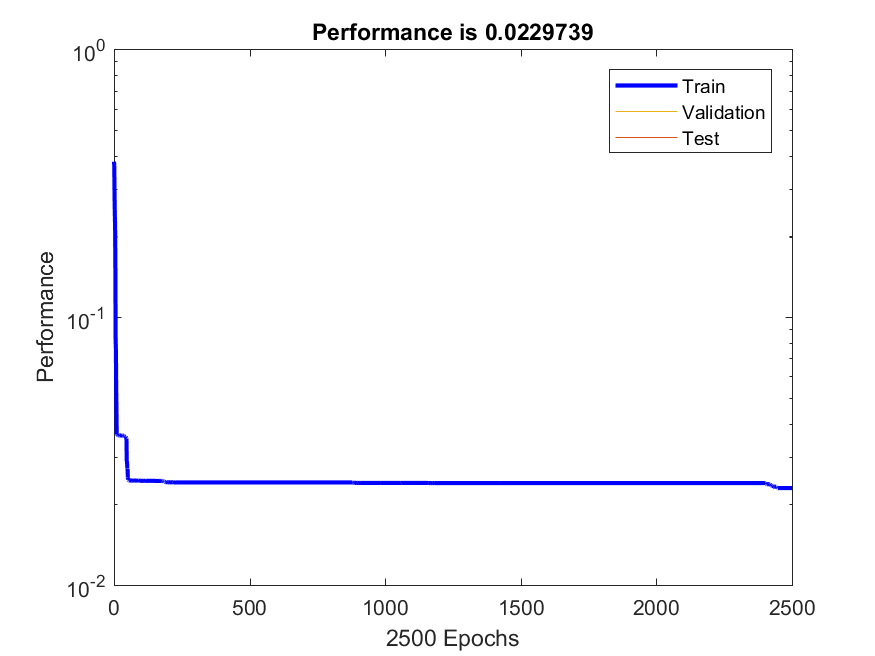 Performance is 0.0229739
10^0
Train
Validation
Test
Performance
10^-1
10^-2
0 500 1000 1500 2000 2500
2500 Epochs